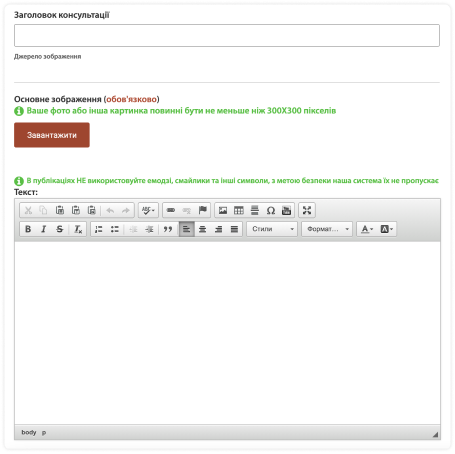 Заголовок консультації
Джерело зображення
Основне зображення (обов'язково)
Ваше фото або інша картинка повинні бути не меньше ніж 300X300 пікселів
Завантажити
В публікаціях НЕ використовуйте емодзі, смайлики та інші символи, з метою безпеки наша система їх не пропускає
Текст:
ABC
B I S Tx Стили Формат... A A
body p